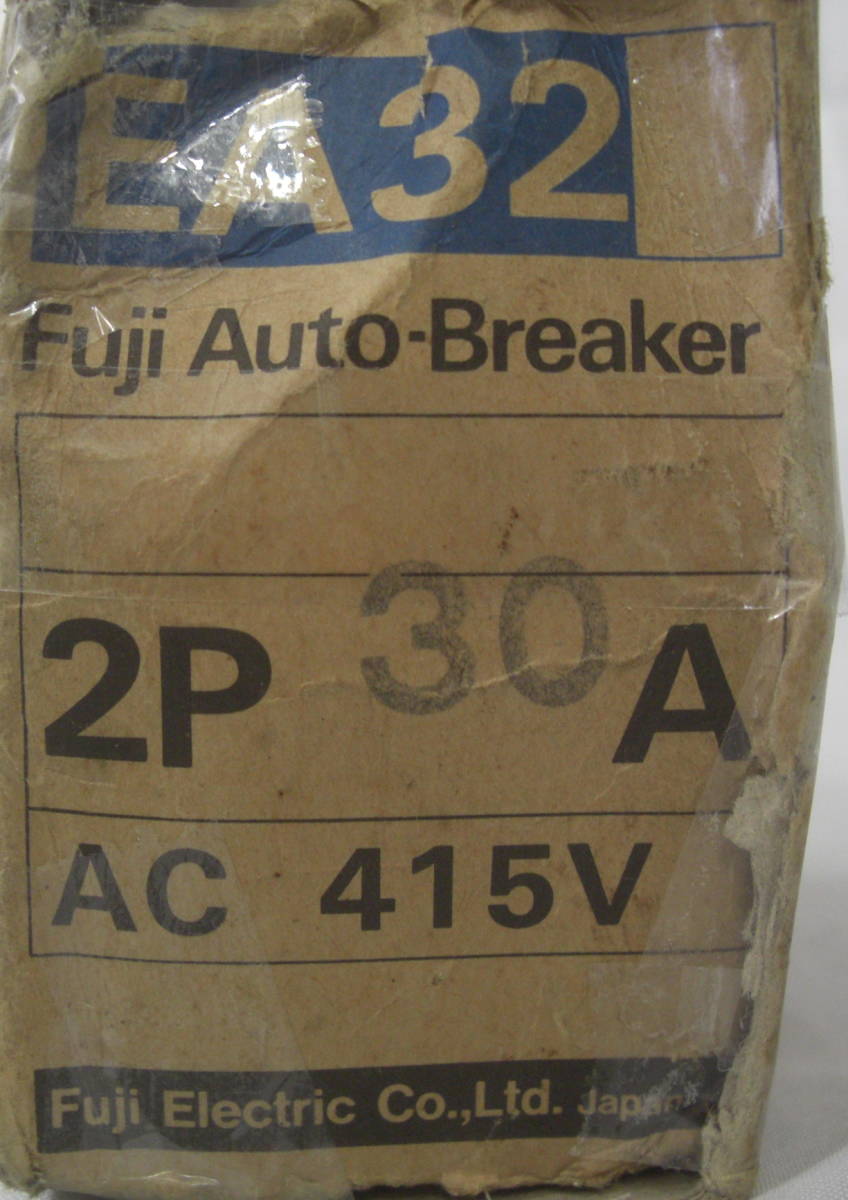 EA32
Fuji Auto-Breaker
2P 30 A
AC 415V
Fuji Electric Co.,Ltd. Japan